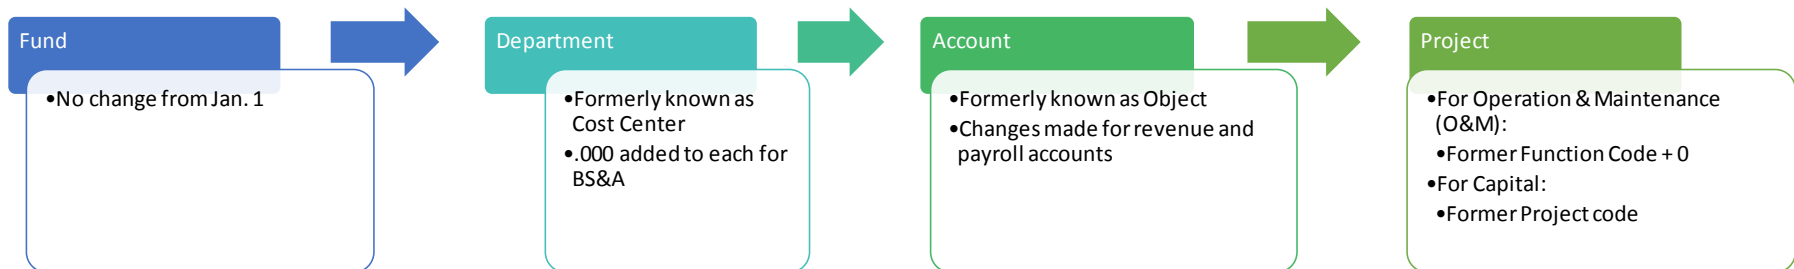 Fund
•No change from Jan. 1
Department
•Formerly known as
Cost Center
•.000 added to each for
BS&A
Account
•Formerly known as Object
•Changes made for revenue and
payroll accounts
Project
•For Operation & Maintenance
(O&M):
•Former Function Code + 0
•For Capital:
•Former Project code